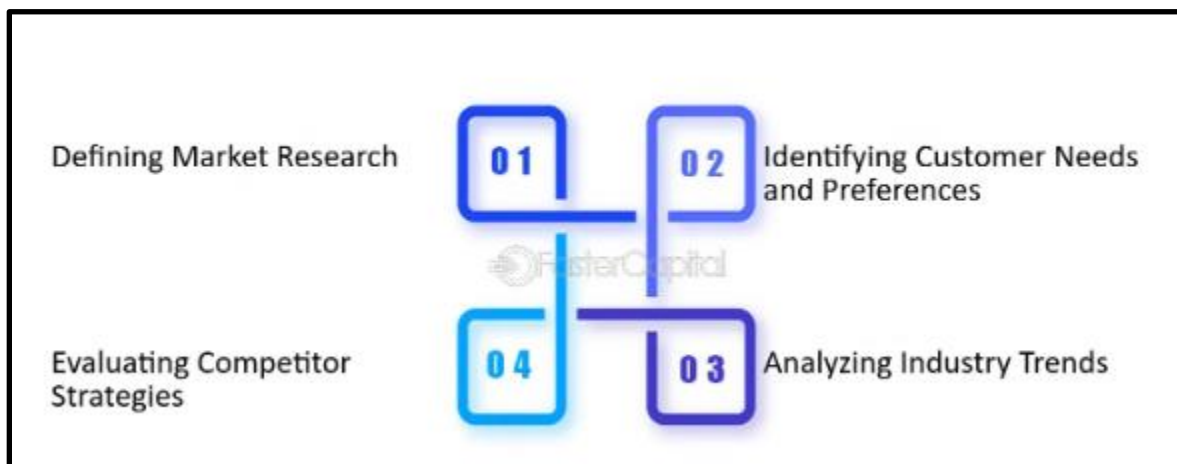 Defining Market Research
01
02
Identifying Customer Needs
and Preferences
FasterCapital
Evaluating Competitor
Strategies
04
03
Analyzing Industry Trends